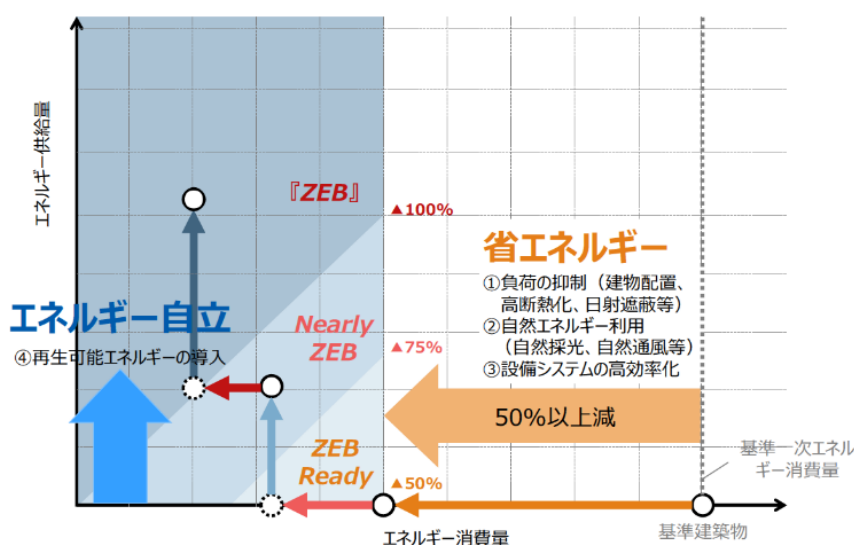 エネルギー供給量
『ZEB』
▲100%
省エネルギー
①負荷の抑制（建物配置、
高断熱化、日射遮蔽等）
②自然エネルギー利用
（自然採光、自然通風等）
③設備システムの高効率化
エネルギー自立
④再生可能エネルギーの導入
Nearly
ZEB
▲75%
50%以上減
ZEB
Ready
▲50%
基準一次エネル
ギー消費量
エネルギー消費量
基準建築物